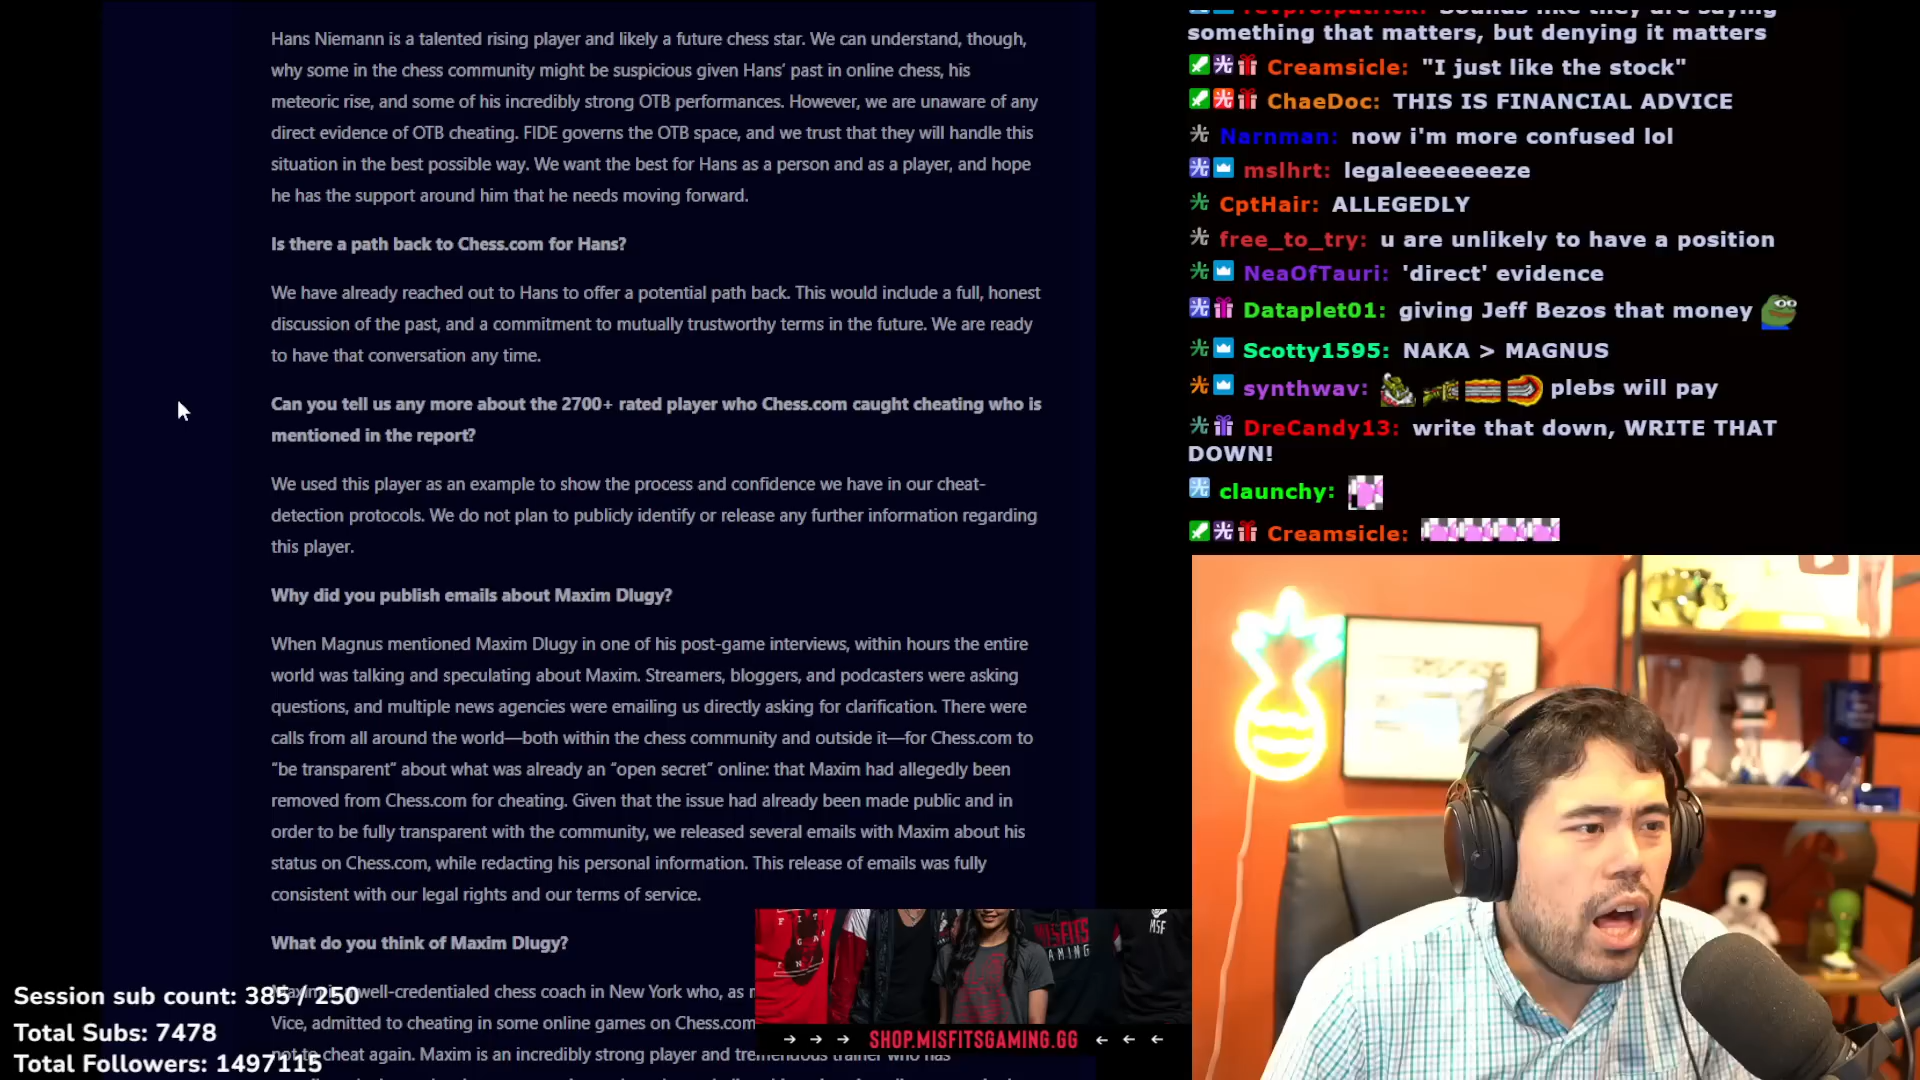 Hans Niemann is a talented rising player and likely a future chess star. We can understand, though,
why some in the chess community might be suspicious given Hans' past in online chess, his
meteoric rise, and some of his incredibly strong OTB performances. However, we are unaware of any
direct evidence of OTB cheating. FIDE governs the OTB space, and we trust that they will handle this
situation in the best possible way. We want the best for Hans as a person and as a player, and hope
he has the support around him that he needs moving forward.
Is there a path back to Chess.com for Hans?
We have already reached out to Hans to offer a potential path back. This would include a full, honest
discussion of the past, and a commitment to mutually trustworthy terms in the future. We are ready
to have that conversation any time.
Can you tell us any more about the 2700+ rated player who Chess.com caught cheating who is
mentioned in the report?
We used this player as an example to show the process and confidence we have in our cheat-
detection protocols. We do not plan to publicly identify or release any further information regarding
this player.
Why did you publish emails about Maxim Dlugy?
When Magnus mentioned Maxim Dlugy in one of his post-game interviews, within hours the entire
world was talking and speculating about Maxim. Streamers, bloggers, and podcasters were asking
questions, and multiple news agencies were emailing us directly asking for clarification. There were
calls from all around the world—both within the chess community and outside it—for Chess.com to
“be transparent” about what was already an “open secret” online: that Maxim had allegedly been
removed from Chess.com for cheating. Given that the issue had already been made public and in
order to be fully transparent with the community, we released several emails with Maxim about his
status on Chess.com, while redacting his personal information. This release of emails was fully
consistent with our legal rights and our terms of service.
What do you think of Maxim Dlugy?
well-credentialed chess coach in New York who, as
Vice, admitted to cheating in some online games on Chess.com
not to cheat again. Maxim is an incredibly strong player and tremendous trainer who has
Session sub count: 385 / 250
Total Subs: 7478
Total Followers: 1497115
MISFITS
GAMING
MSF
→ → → SHOP.MISFITSGAMING.GG ← ← ←
revprofpatrick: Sounds like they are saying
something that matters, but denying it matters
Creamsicle: "I just like the stock"
ChaeDoc: THIS IS FINANCIAL ADVICE
Narnman: now i'm more confused lol
mslhrt: legaleeeeeeeze
CptHair: ALLEGEDLY
free_to_try: u are unlikely to have a position
NeaOfTauri: 'direct' evidence
Dataplet01: giving Jeff Bezos that money
Scotty1595: NAKA > MAGNUS
synthwav: plebs will pay
DreCandy13: write that down, WRITE THAT
DOWN!
claunchy:
Creamsicle: